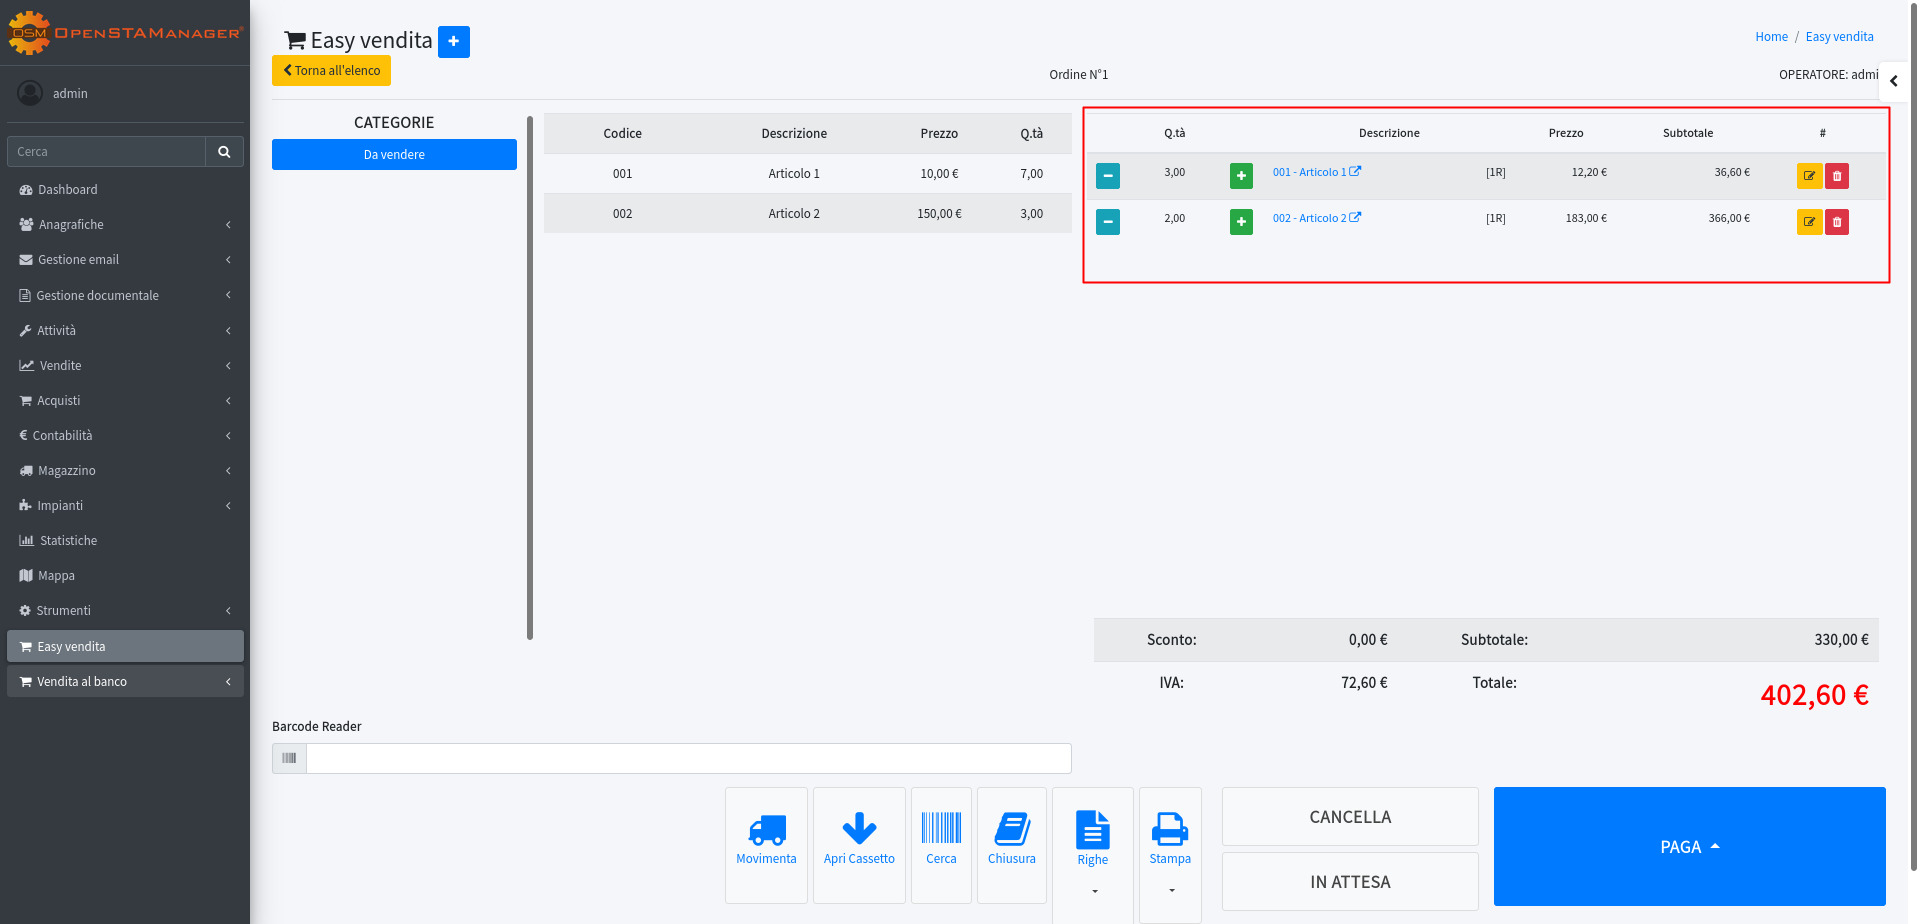 OSM OPENSTAMANAGER®
admin
Cerca
Dashboard
Anagrafiche
Gestione email
Gestione documentale
Attività
Vendite
Acquisti
€ Contabilità
Magazzino
Impianti
Statistiche
Mappa
Strumenti
Easy vendita
Vendita al banco
Easy vendita
Home / Easy vendita
Torna all'elenco
Ordine N°1
OPERATORE: admi
CATEGORIE
Da vendere
Codice Descrizione Prezzo Q.tà
001 Articolo 1 10,00 € 7,00
002 Articolo 2 150,00 € 3,00
Q.tà Descrizione Prezzo Subtotale #
3,00 001 - Articolo 1 [1R] 12,20 € 36,60 €
2,00 002 - Articolo 2 [1R] 183,00 € 366,00 €
Sconto: 0,00 € Subtotale: 330,00 €
IVA: 72,60 € Totale: 402,60 €
Barcode Reader
Movimenta
Apri Cassetto
Cerca
Chiusura
Righe
Stampa
CANCELLA
IN ATTESA
PAGA